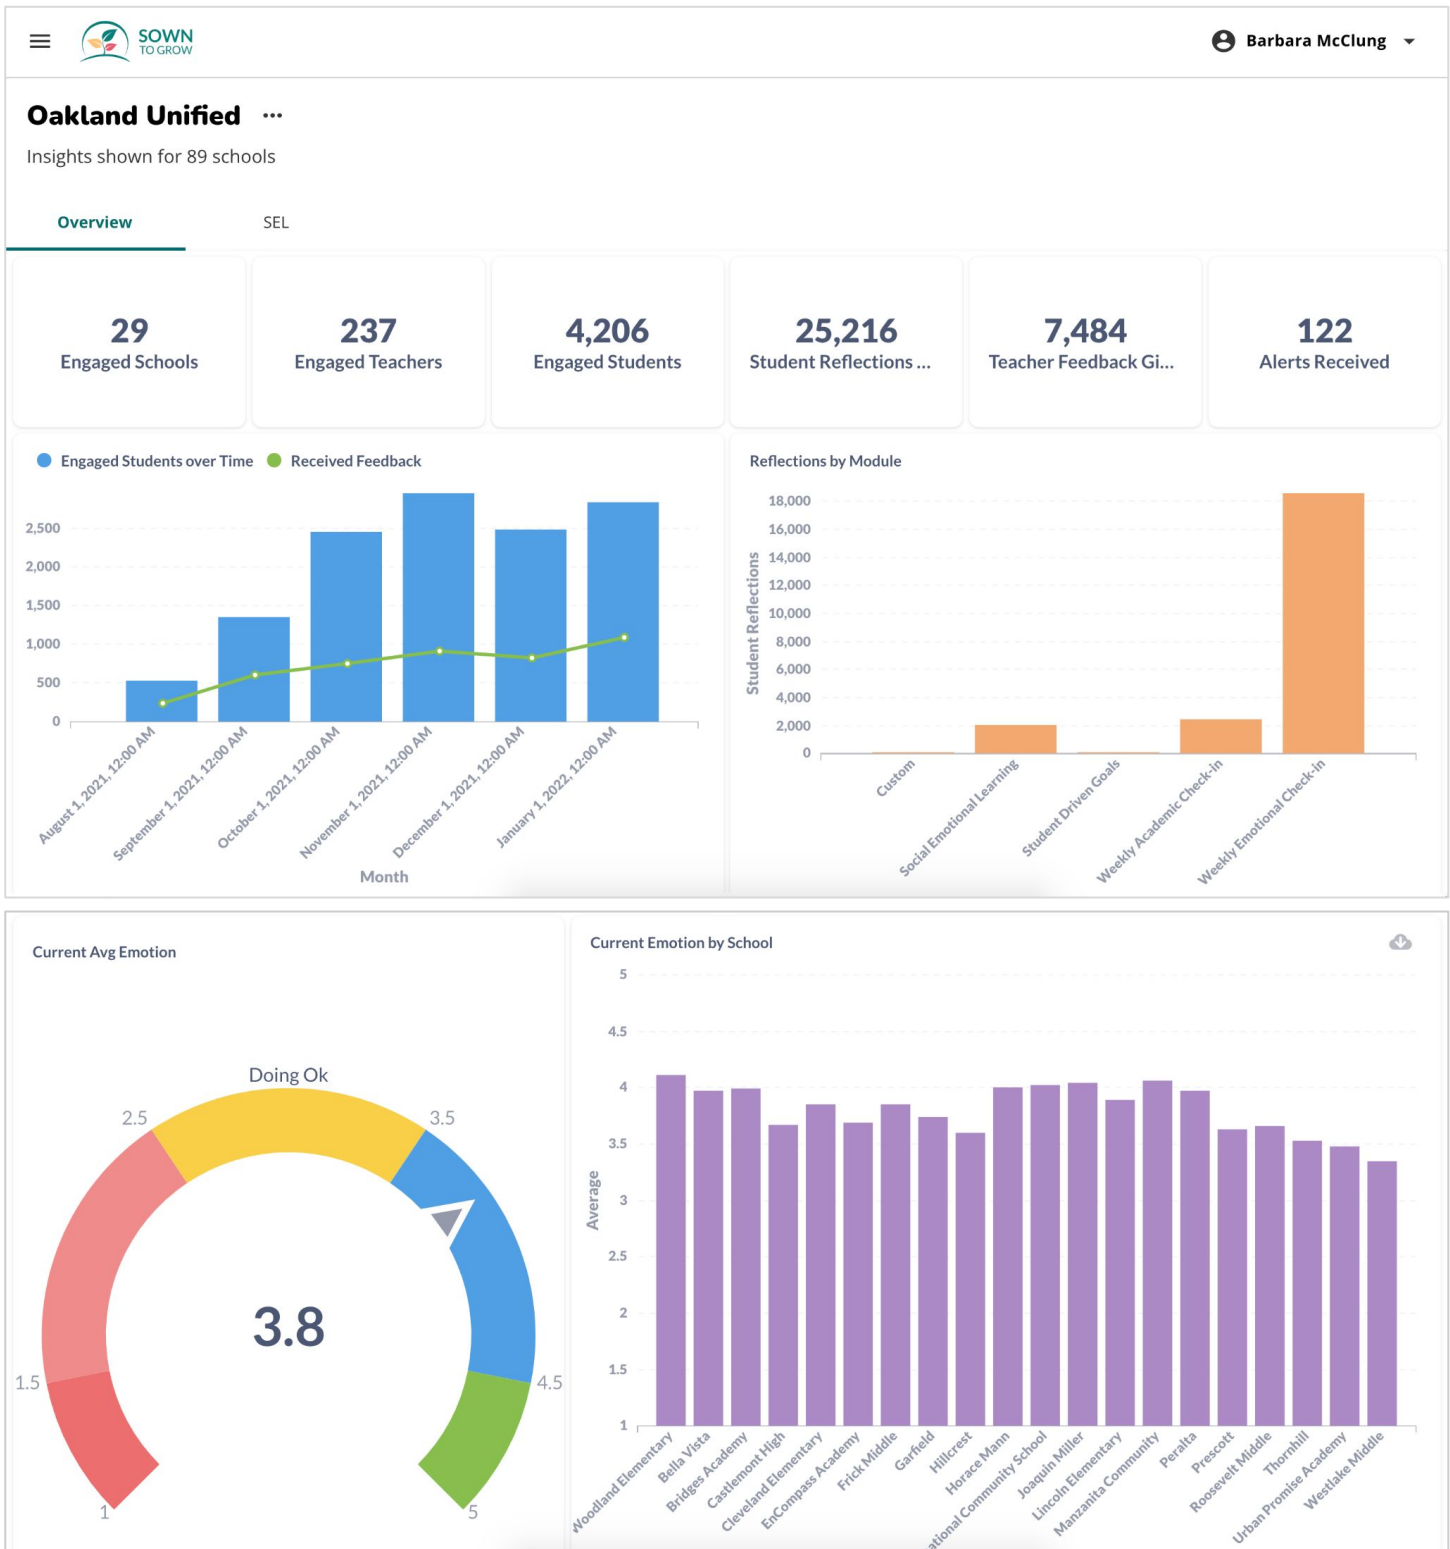 SOWN
TO GROW
Barbara McClung
Oakland Unified ...
Insights shown for 89 schools
Overview
SEL
29
Engaged Schools
237
Engaged Teachers
4,206
Engaged Students
25,216
Student Reflections ...
7,484
Teacher Feedback Gi...
122
Alerts Received
Engaged Students over Time
Received Feedback
2,500
2,000
1,500
1,000
500
0
August 1, 2021, 12:00 AM
September 1, 2021, 12:00 AM
October 1, 2021, 12:00 AM
November 1, 2021, 12:00 AM
December 1, 2021, 12:00 AM
January 1, 2022, 12:00 AM
Month
Reflections by Module
Student Reflections
18,000
16,000
14,000
12,000
10,000
8,000
6,000
4,000
2,000
0
Custom
Social Emotional Learning
Student Driven Goals
Weekly Academic Check-in
Weekly Emotional Check-in
Current Avg Emotion
Doing Ok
2.5
3.5
3.8
1.5
4.5
1
5
Current Emotion by School
Average
5
4.5
4
3.5
3
2.5
2
1.5
1
Woodland Elementary
Bella Vista
Bridges Academy
Castlemont High
Cleveland Elementary
EnCompass Academy
Frick Middle
Garfield
Hillcrest
Horace Mann
ational Community School
Joaquin Miller
Lincoln Elementary
Manzanita Community
Peralta
Prescott
Roosevelt Middle
Thornhill
Urban Promise Academy
Westlake Middle